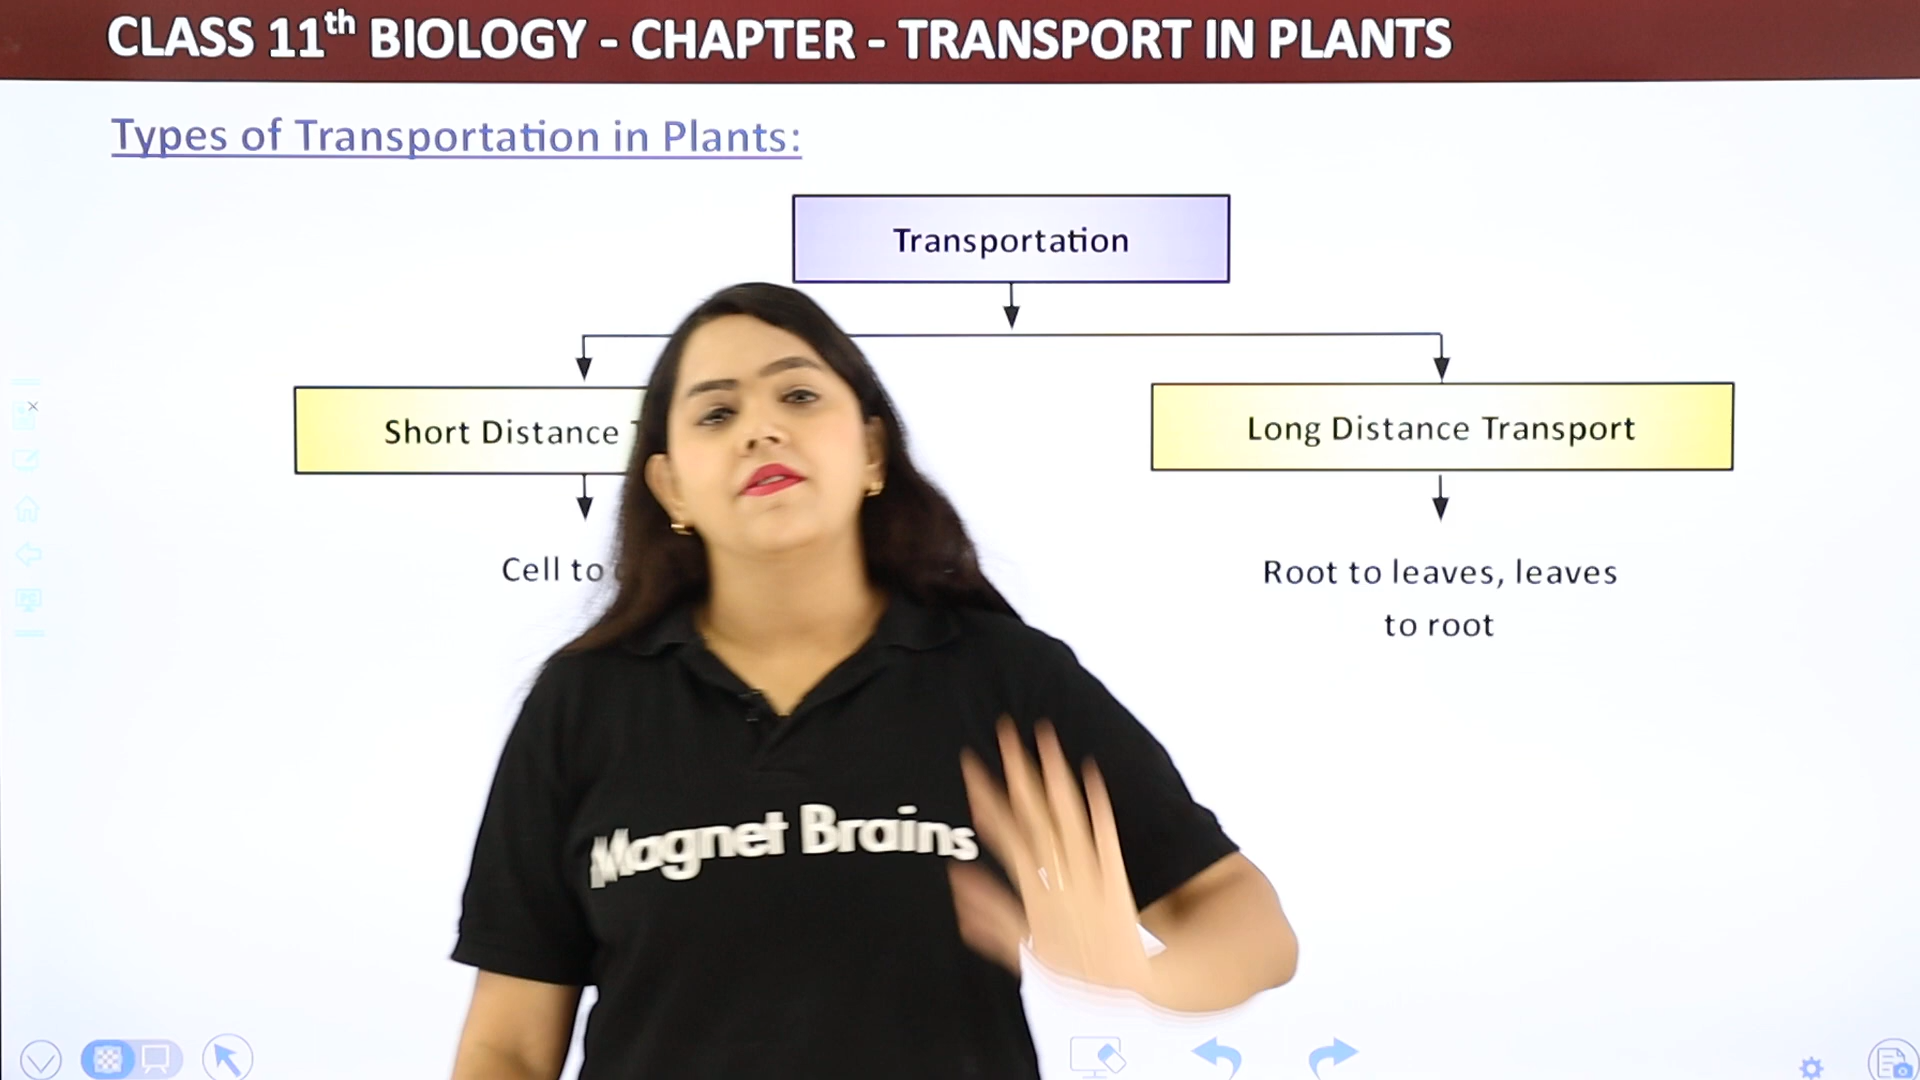 CLASS 11th BIOLOGY - CHAPTER - TRANSPORT IN PLANTS
Types of Transportation in Plants:
Transportation
Short Distance
Long Distance Transport
Cell to
Root to leaves, leaves
to root
Magnet Brains